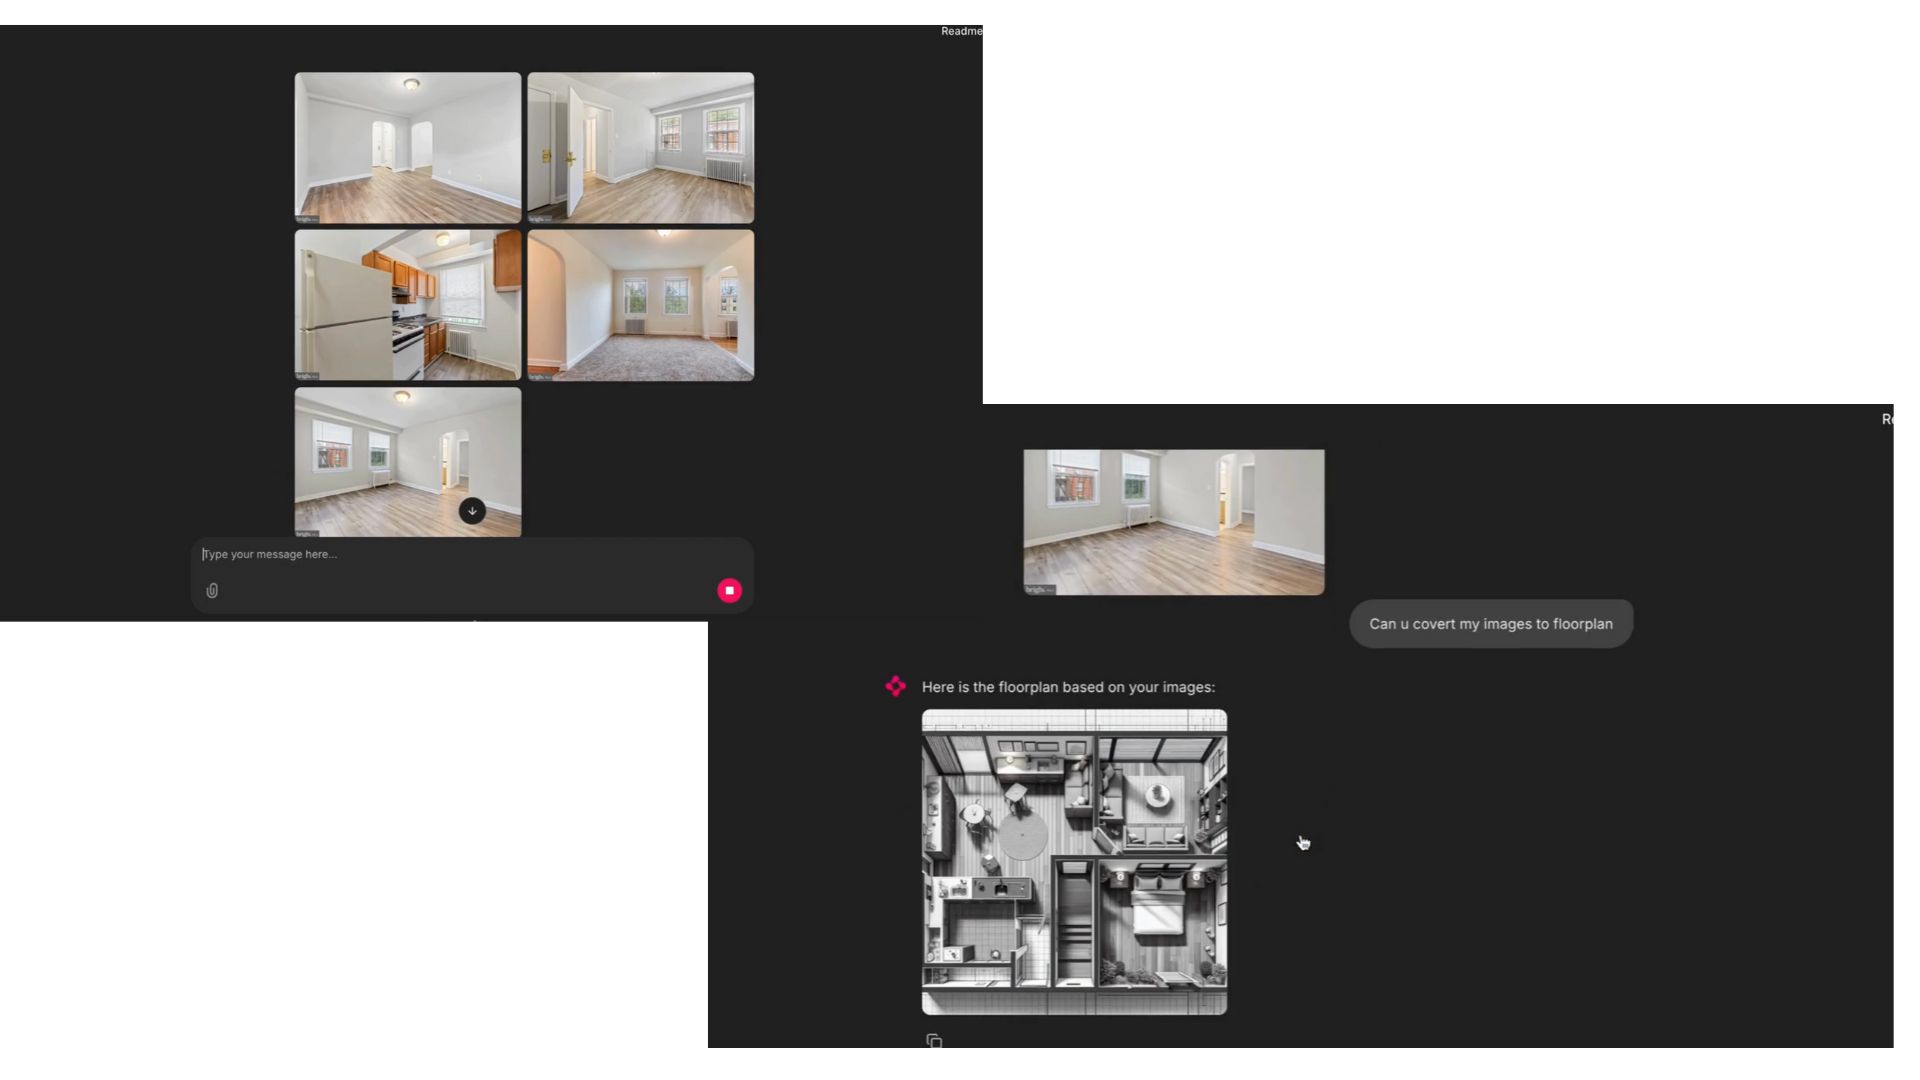 Readme
Type your message here...
Can u covert my images to floorplan
Here is the floorplan based on your images: